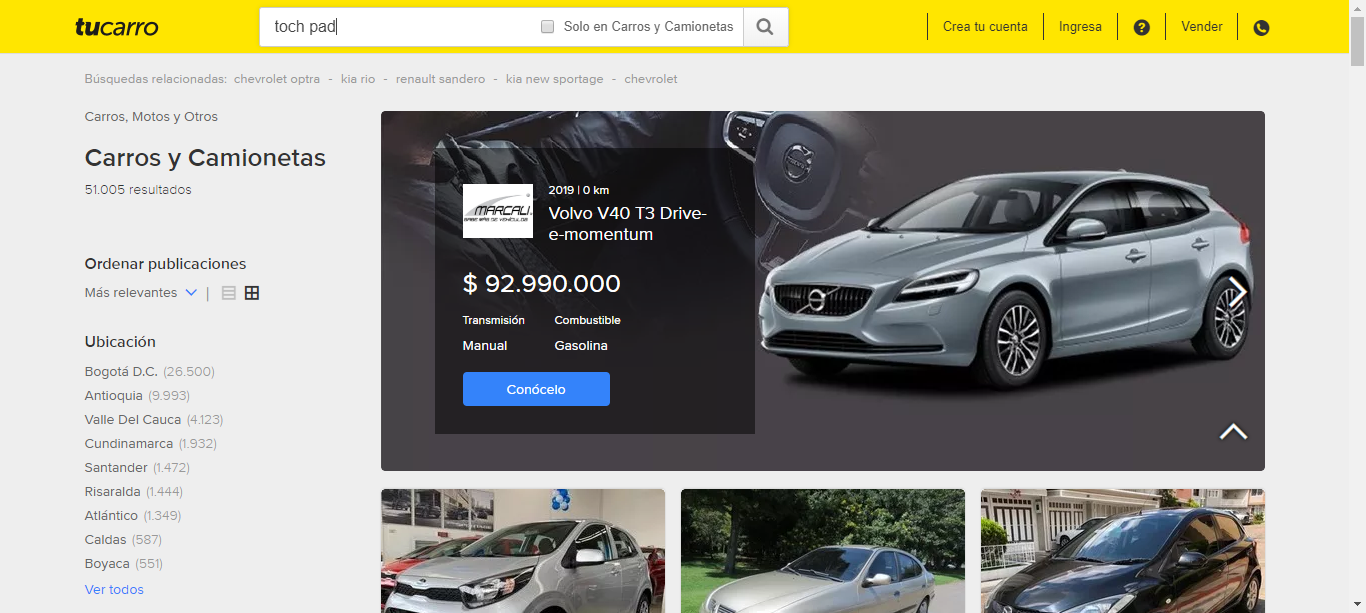 tucarro
toch pad
Solo en Carros y Camionetas
Crea tu cuenta
Ingresa
?
Vender
Búsquedas relacionadas: chevrolet optra - kia rio - renault sandero - kia new sportage - chevrolet
Carros, Motos y Otros
Carros y Camionetas
51.005 resultados
Ordenar publicaciones
Más relevantes |
Ubicación
Bogotá D.C. (26.500)
Antioquia (9.993)
Valle Del Cauca (4.123)
Cundinamarca (1.932)
Santander (1.472)
Risaralda (1.444)
Atlántico (1.349)
Caldas (587)
Boyaca (551)
Ver todos
MARCALI
2019 | 0 km
Volvo V40 T3 Drive-
e-momentum
$ 92.990.000
Transmisión Combustible
Manual Gasolina
Conócelo